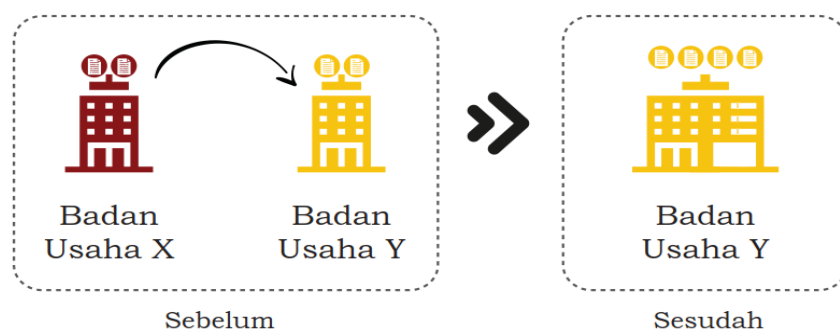 Badan
Usaha X
Badan
Usaha Y
Badan
Usaha Y
Sebelum
Sesudah